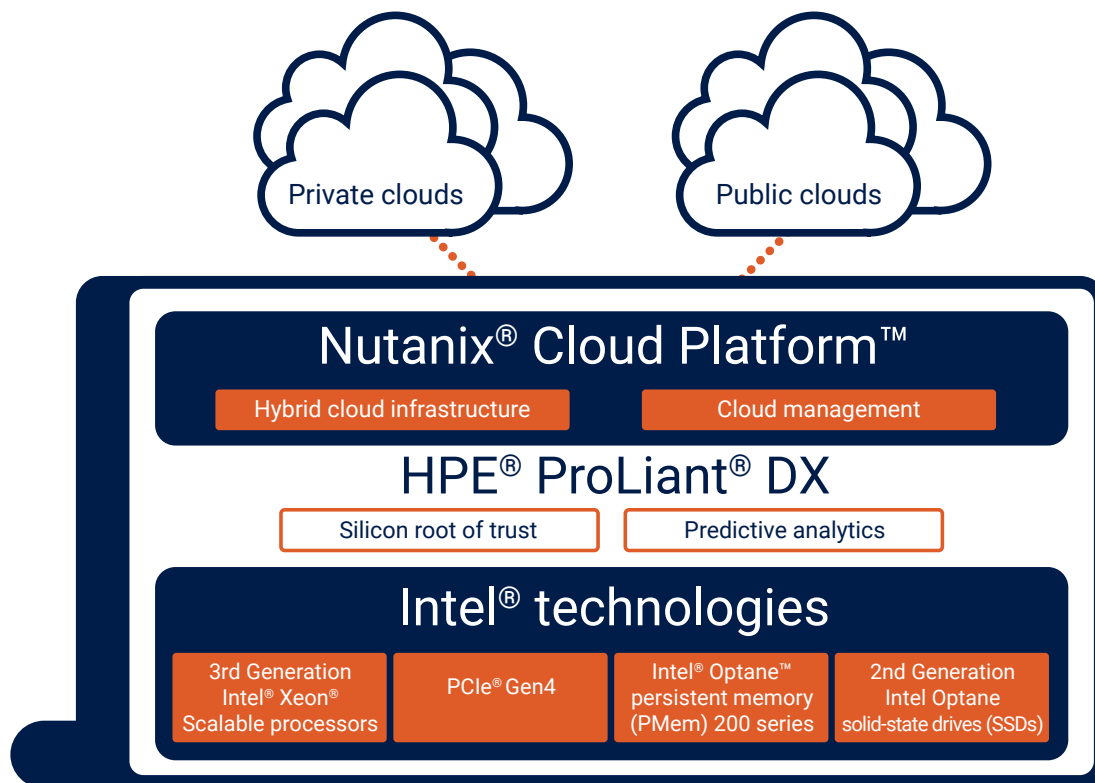 Private clouds
Public clouds
Nutanix® Cloud Platform™
Hybrid cloud infrastructure
Cloud management
HPE® ProLiant® DX
Silicon root of trust
Predictive analytics
Intel® technologies
3rd Generation
Intel® Xeon®
Scalable processors
PCIe® Gen4
Intel® Optane™
persistent memory
(PMem) 200 series
2nd Generation
Intel Optane
solid-state drives (SSDs)